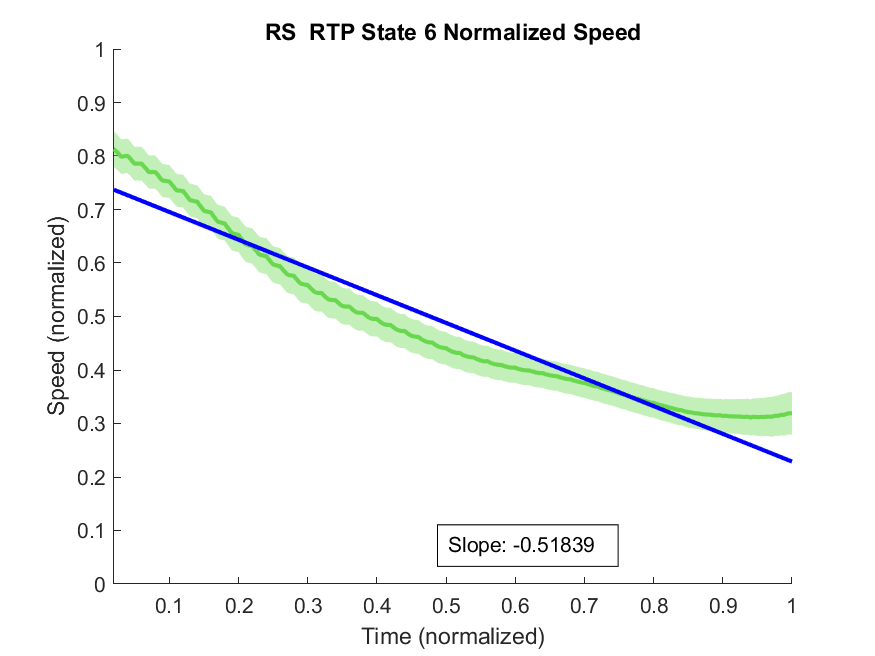 RS  RTP State 6 Normalized Speed
1
0.9
0.8
0.7
0.6
0.5
0.4
0.3
0.2
0.1
0
Speed (normalized)
Slope: -0.51839
0.1 0.2 0.3 0.4 0.5 0.6 0.7 0.8 0.9 1
Time (normalized)